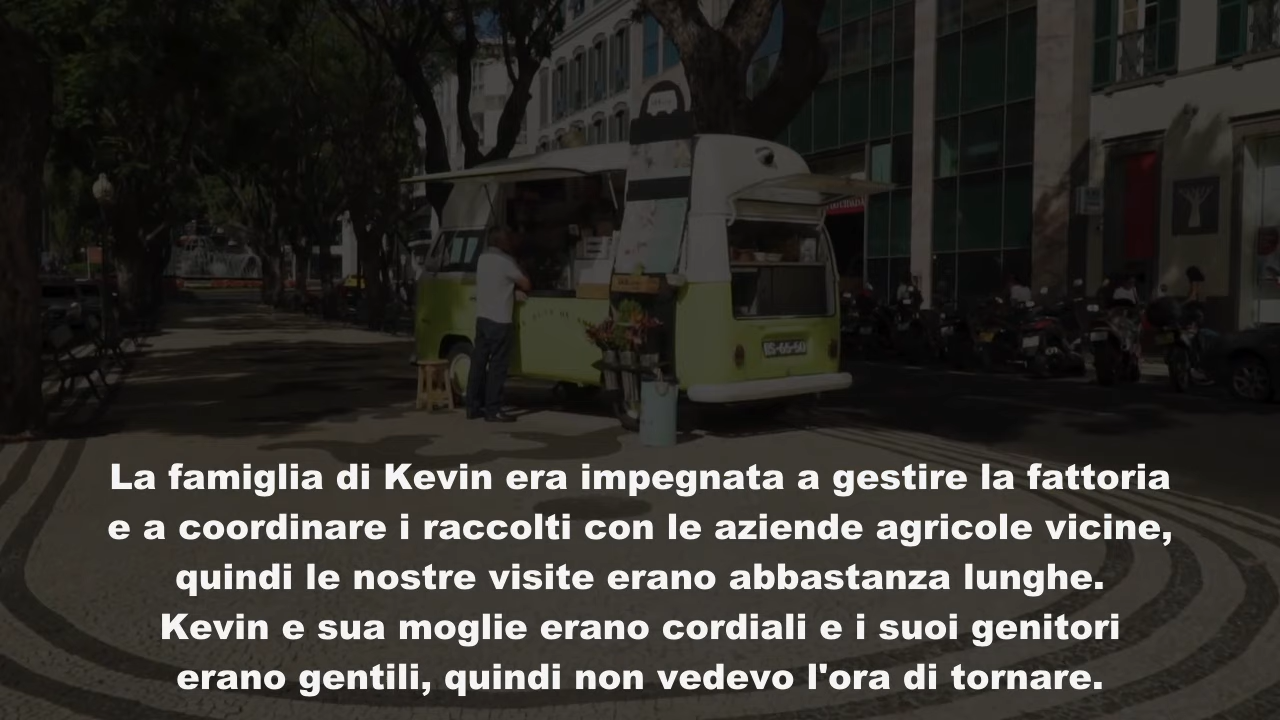 La famiglia di Kevin era impegnata a gestire la fattoria
e a coordinare i raccolti con le aziende agricole vicine,
quindi le nostre visite erano abbastanza lunghe.
Kevin e sua moglie erano cordiali e i suoi genitori
erano gentili, quindi non vedevo l'ora di tornare.